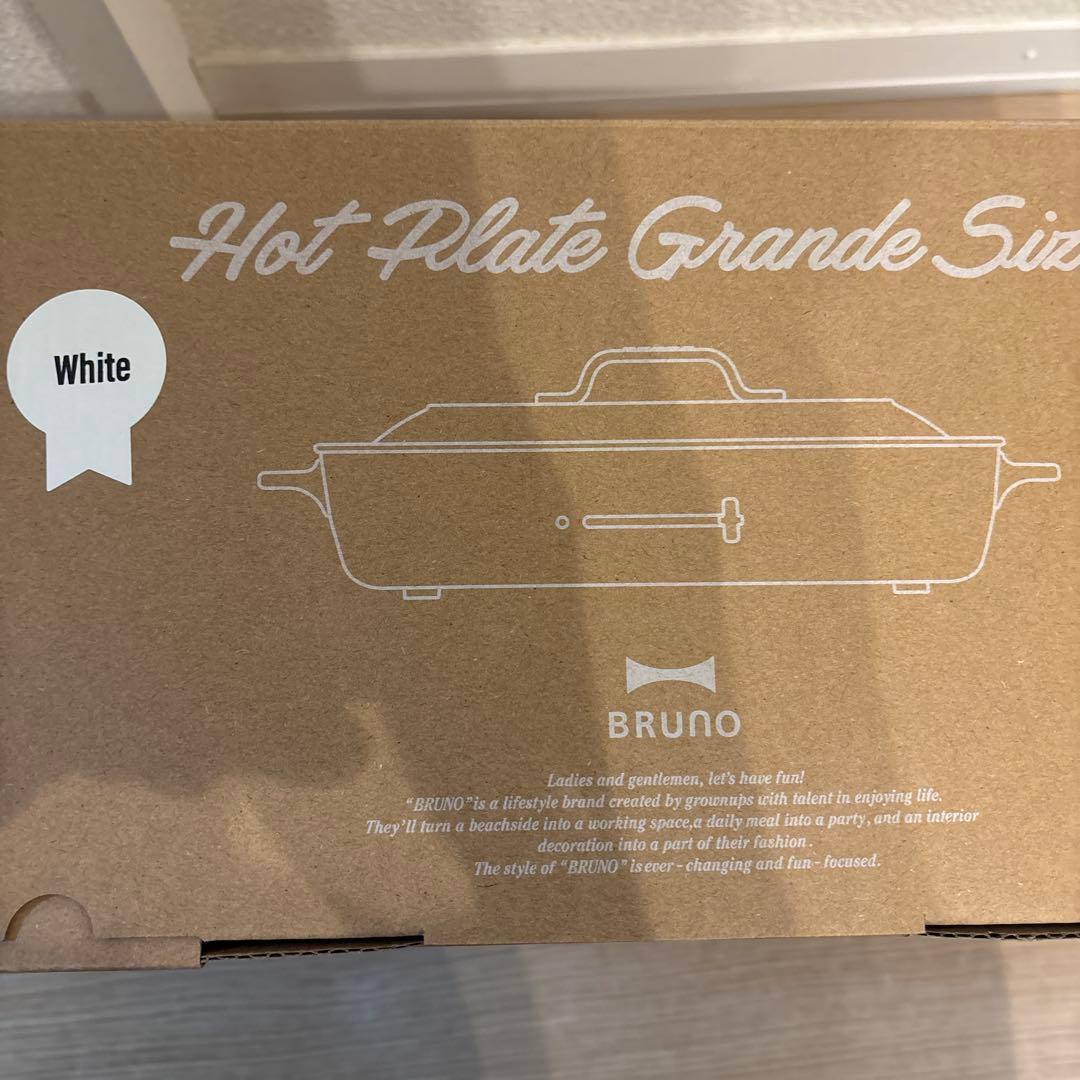 Hot Plate Grande Siz
White
BRUNO
Ladies and gentlemen, let's have fun!
"BRUNO"is a lifestyle brand created by grownups with talent in enjoying life.
They'll turn a beachside into a working space,a daily meal into a party, and an interior
decoration into a part of their fashion.
The style of "BRUNO" is ever-changing and fun-focused.